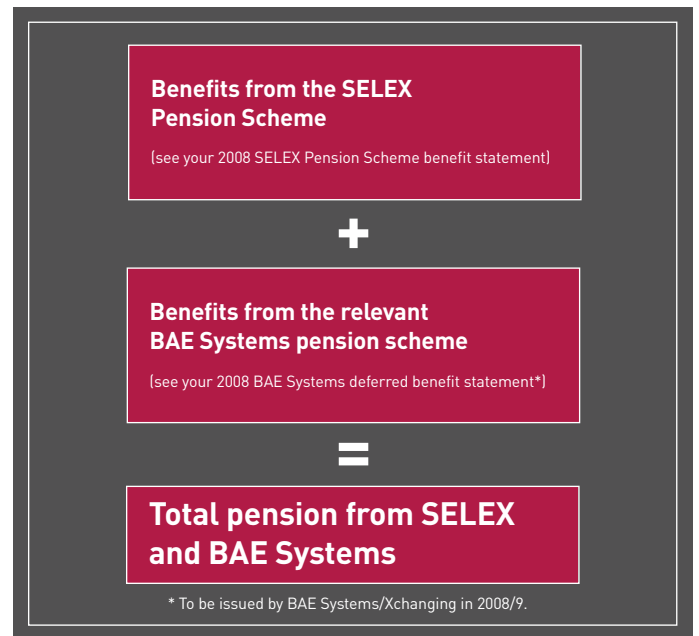 Benefits from the SELEX
Pension Scheme
(see your 2008 SELEX Pension Scheme benefit statement)
+
Benefits from the relevant
BAE Systems pension scheme
(see your 2008 BAE Systems deferred benefit statement*)
=
Total pension from SELEX
and BAE Systems
* To be issued by BAE Systems/Xchanging in 2008/9.